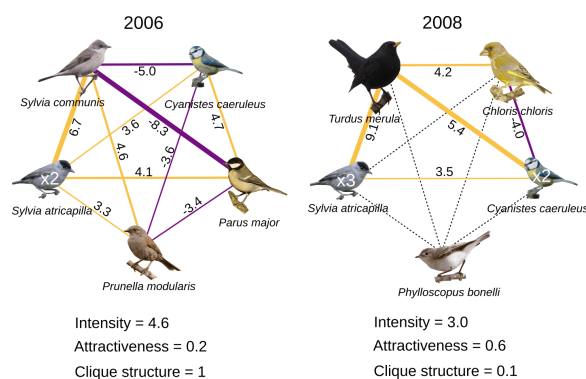 2006
2008
-5.0
4.2
Sylvia communis
Cyanistes caeruleus
Turdus merula
Chloris chloris
6.7
3.6
-8.3
4.7
4.6
-3.6
9.1
5.4
-4.0
4.1
3.5
x2
x3
x2
Sylvia atricapilla
3.3
-3.4
Parus major
Sylvia atricapilla
Cyanistes caeruleus
Prunella modularis
Phylloscopus bonelli
Intensity = 4.6
Attractiveness = 0.2
Clique structure = 1
Intensity = 3.0
Attractiveness = 0.6
Clique structure = 0.1